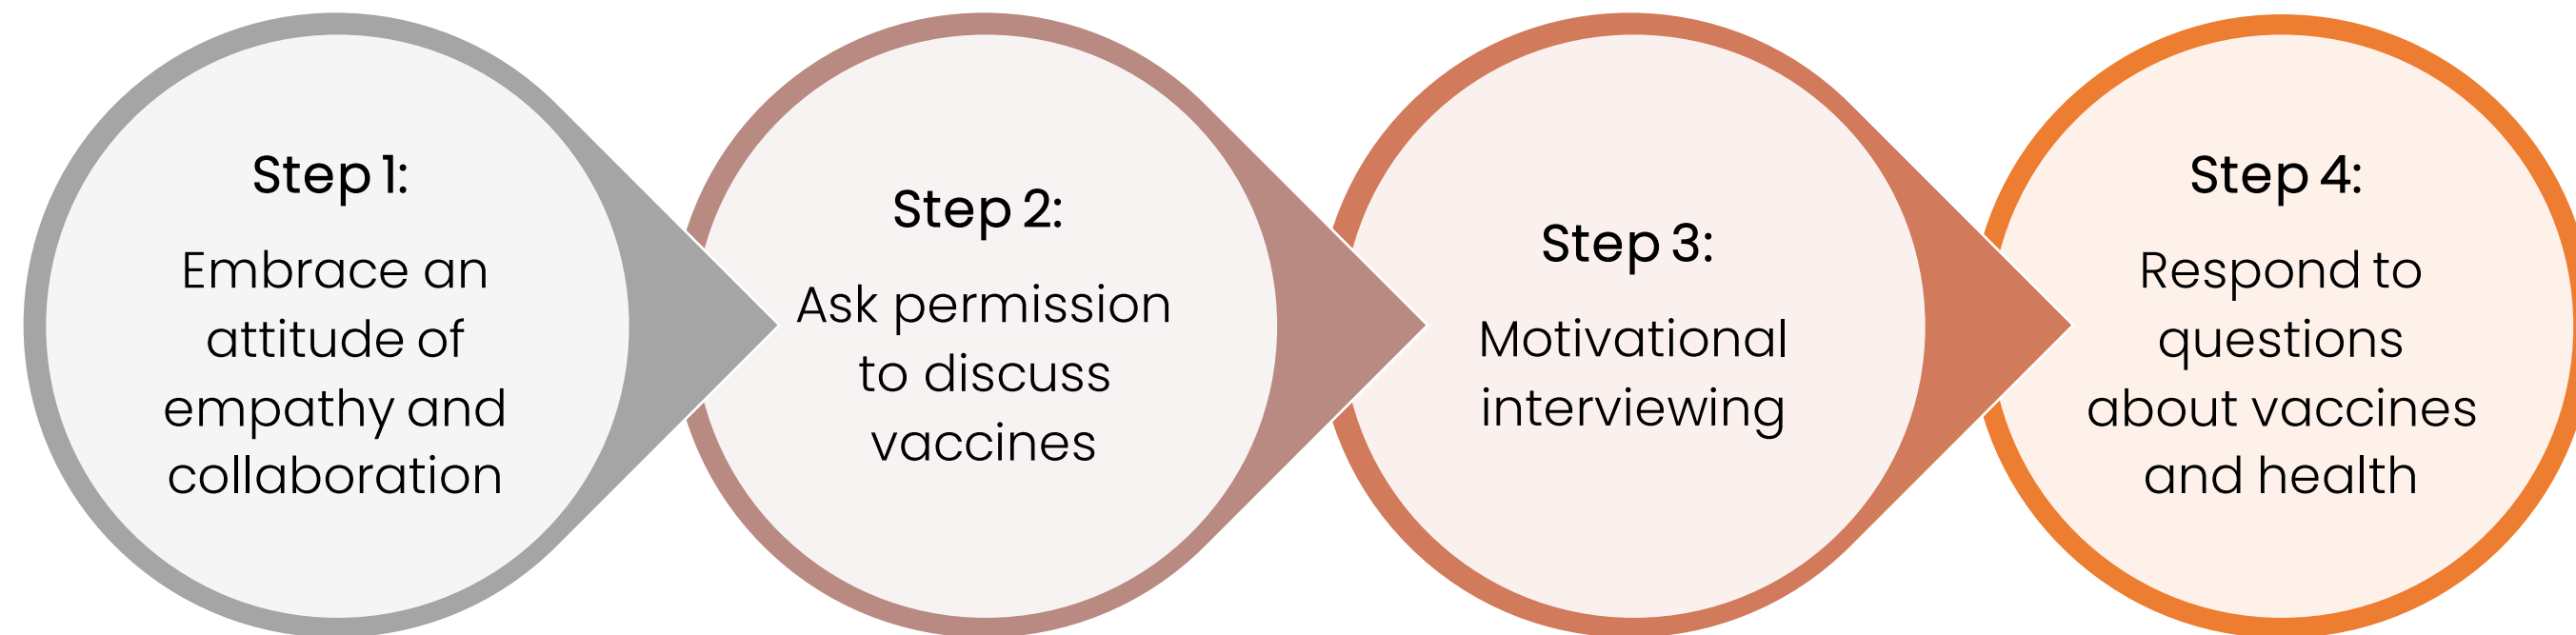 Step 1:
Embrace an
attitude of
empathy and
collaboration
Step 2:
Ask permission
to discuss
vaccines
Step 3:
Motivational
interviewing
Step 4:
Respond to
questions
about vaccines
and health